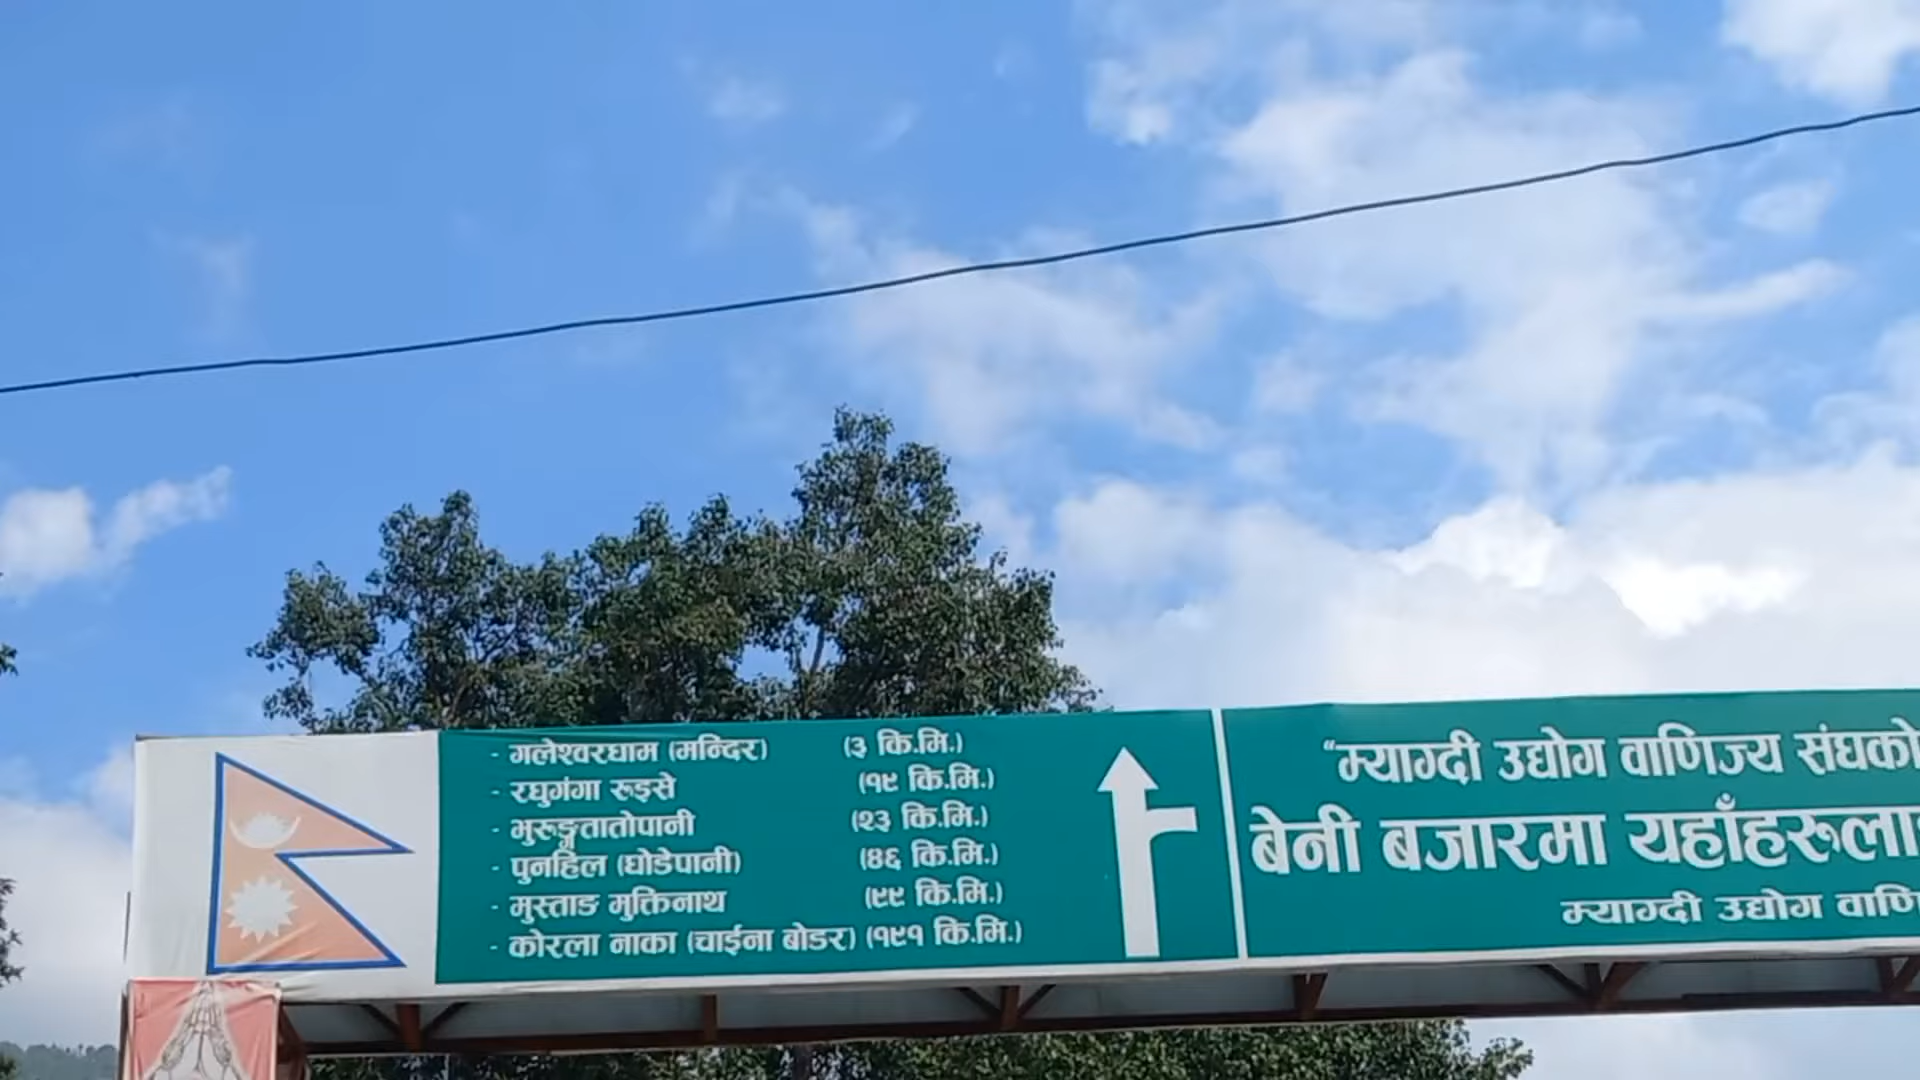 - गलेश्वरधाम (मन्दिर) (३ कि.मि.)
- रघुगंगा रुइसे (१९ कि.मि.)
- भुरुङ्गतातोपानी (२३ कि.मि.)
- पुनहिल (घोडेपानी) (४६ कि.मि.)
- मुस्ताङ मुक्तिनाथ (९९ कि.मि.)
- कोरला नाका (चाईना बोडर) (१९१ कि.मि.)
“म्याग्दी उद्योग वाणिज्य संघको
बेनी बजारमा यहाँहरूला
म्याग्दी उद्योग वाणि